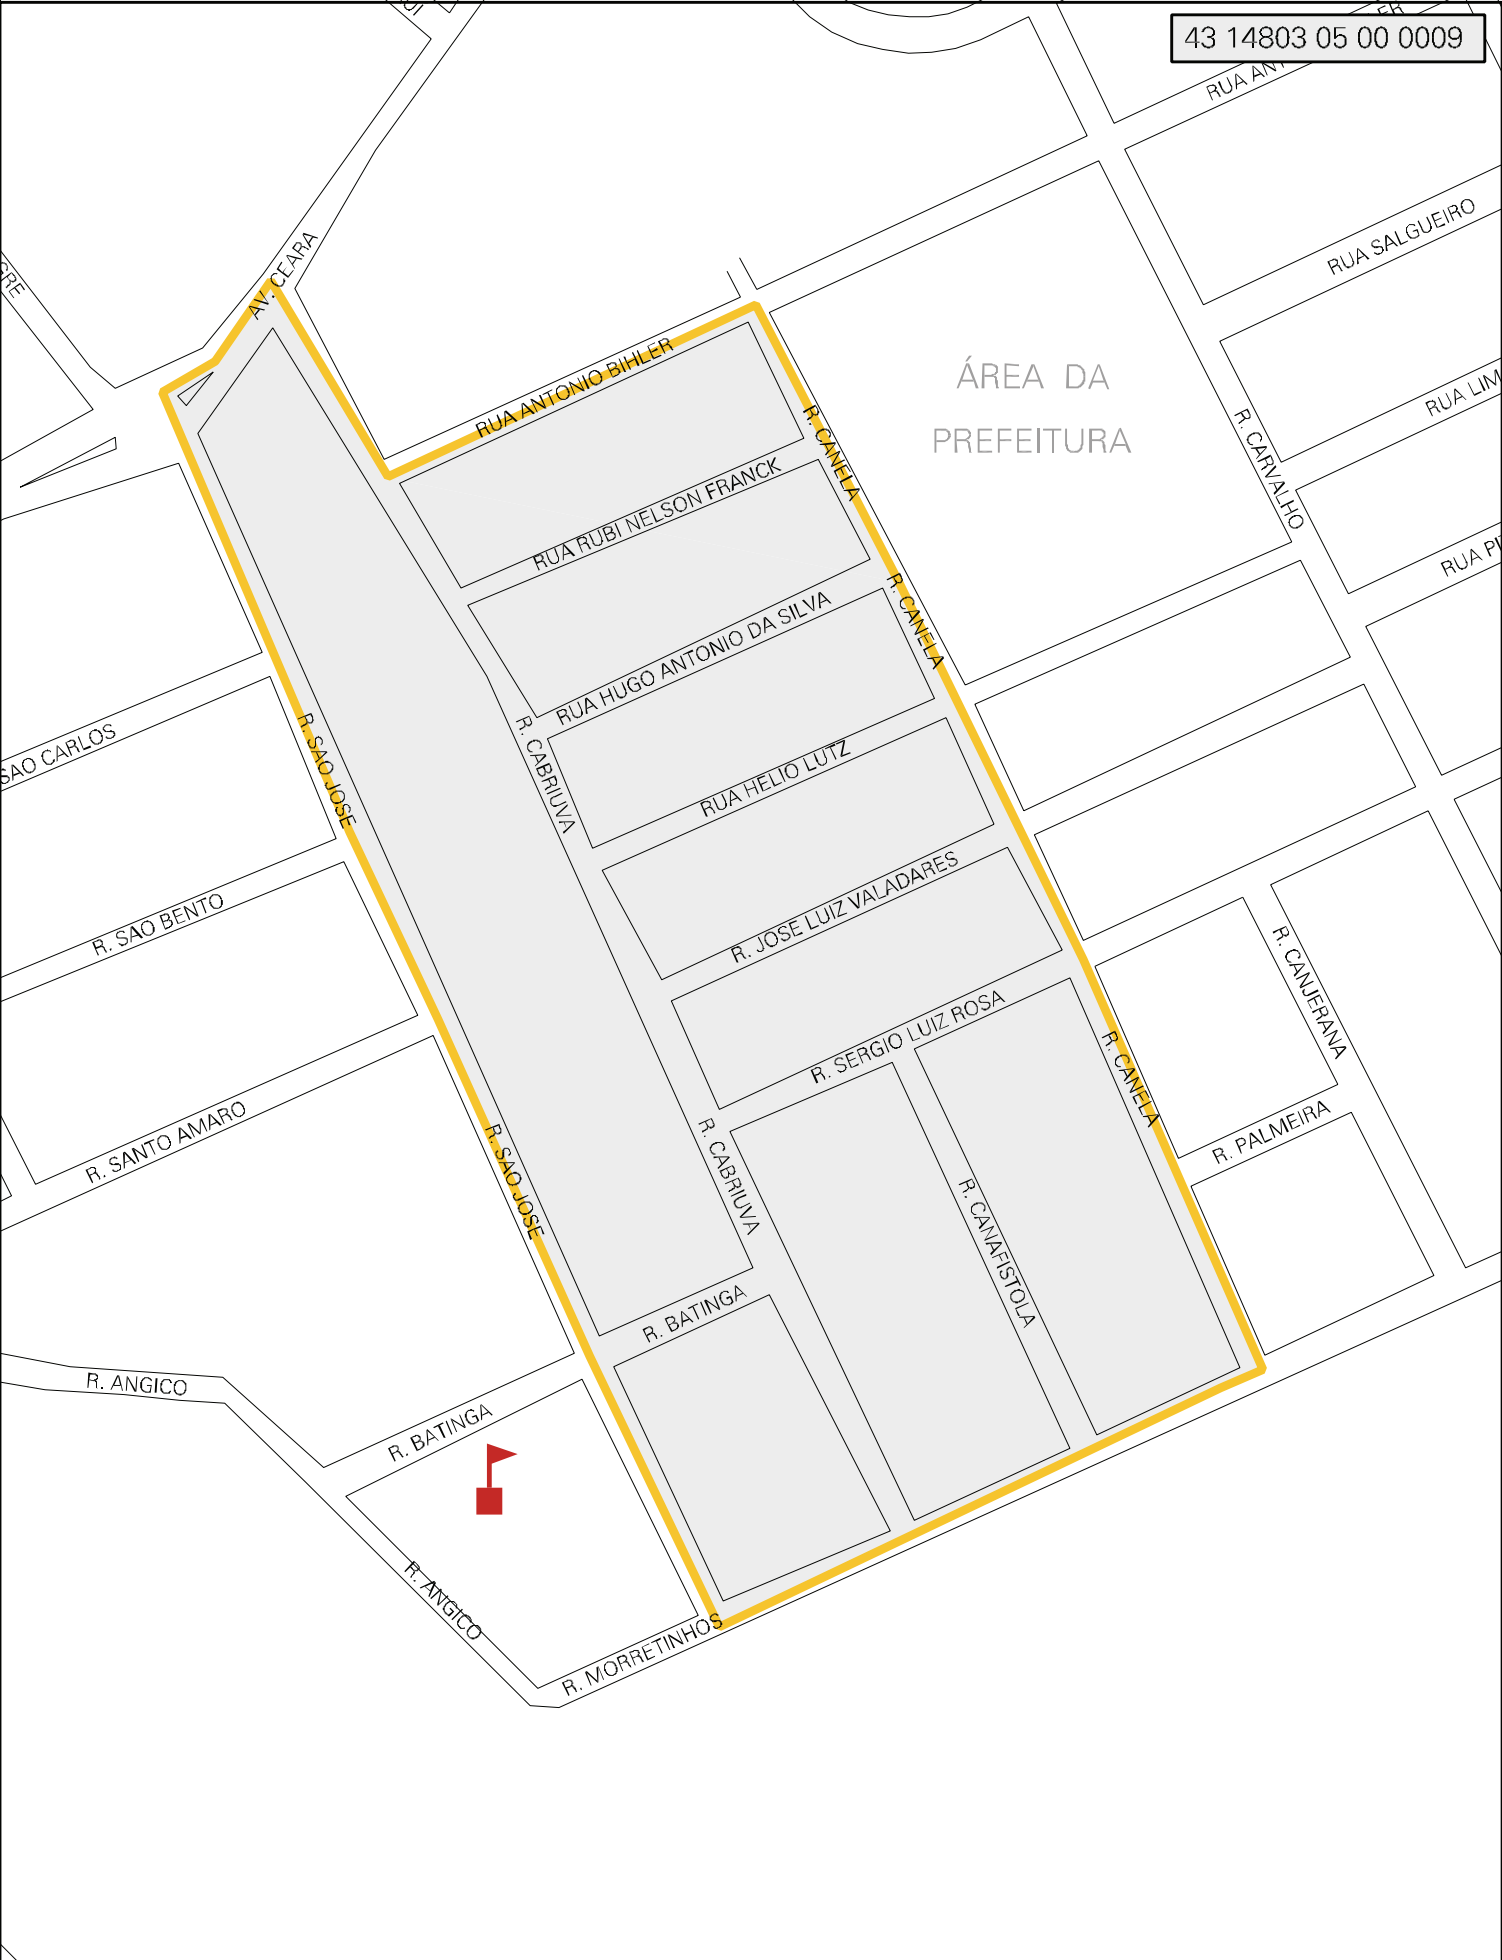 43 14803 05 00 0009
RUA SALGUEIRO
AV. CEARA
RUA ANTONIO BIHLER
ÁREA DA
PREFEITURA
R. CANELA
R. CARVALHO
RUA RUBI NELSON FRANCK
R. CANELA
RUA HUGO ANTONIO DA SILVA
R. SAO JOSE
SAO CARLOS
R. CABRIUVA
RUA HELIO LUTZ
R. JOSE LUIZ VALADARES
R. SAO BENTO
R. CANJERANA
R. SERGIO LUIZ ROSA
R. CANELA
R. SANTO AMARO
R. PALMEIRA
R. SAO JOSE
R. CABRIUVA
R. CANAFISTOLA
R. BATINGA
R. ANGICO
R. BATINGA
R. ANGICO
R. MORRETINHOS